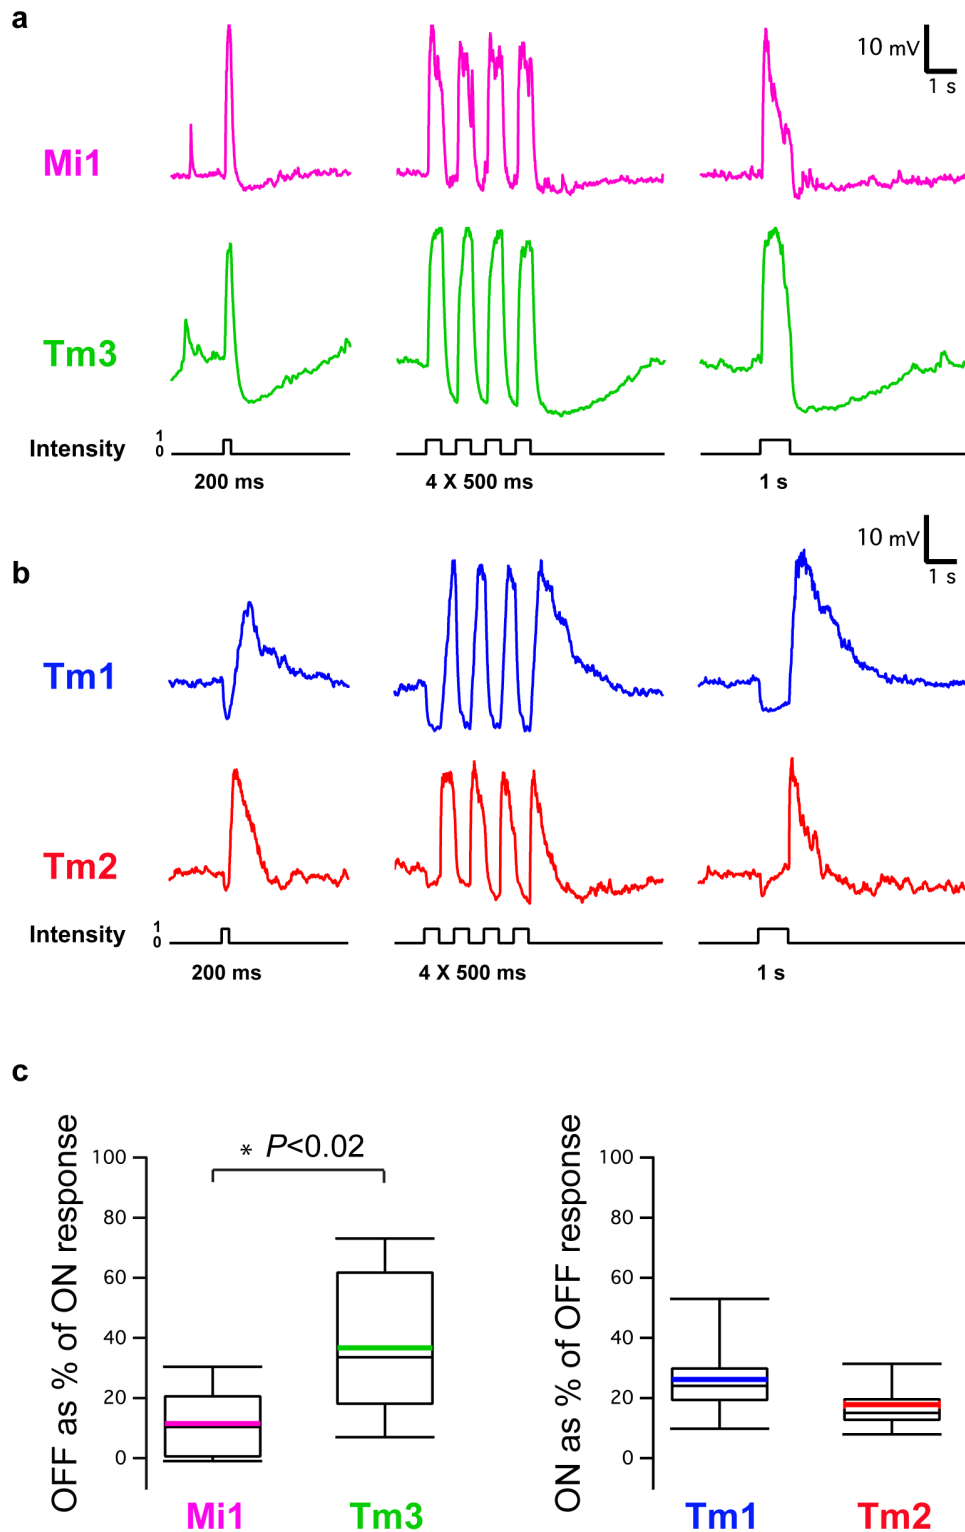 a
10 mV
1 s
Mi1
Tm3
Intensity
1
0
200 ms
4 X 500 ms
1 s
b
10 mV
1 s
Tm1
Tm2
Intensity
1
0
200 ms
4 X 500 ms
1 s
c
OFF as % of ON response
100
80
60
40
20
0
* P<0.02
Mi1
Tm3
ON as % of OFF response
100
80
60
40
20
0
Tm1
Tm2